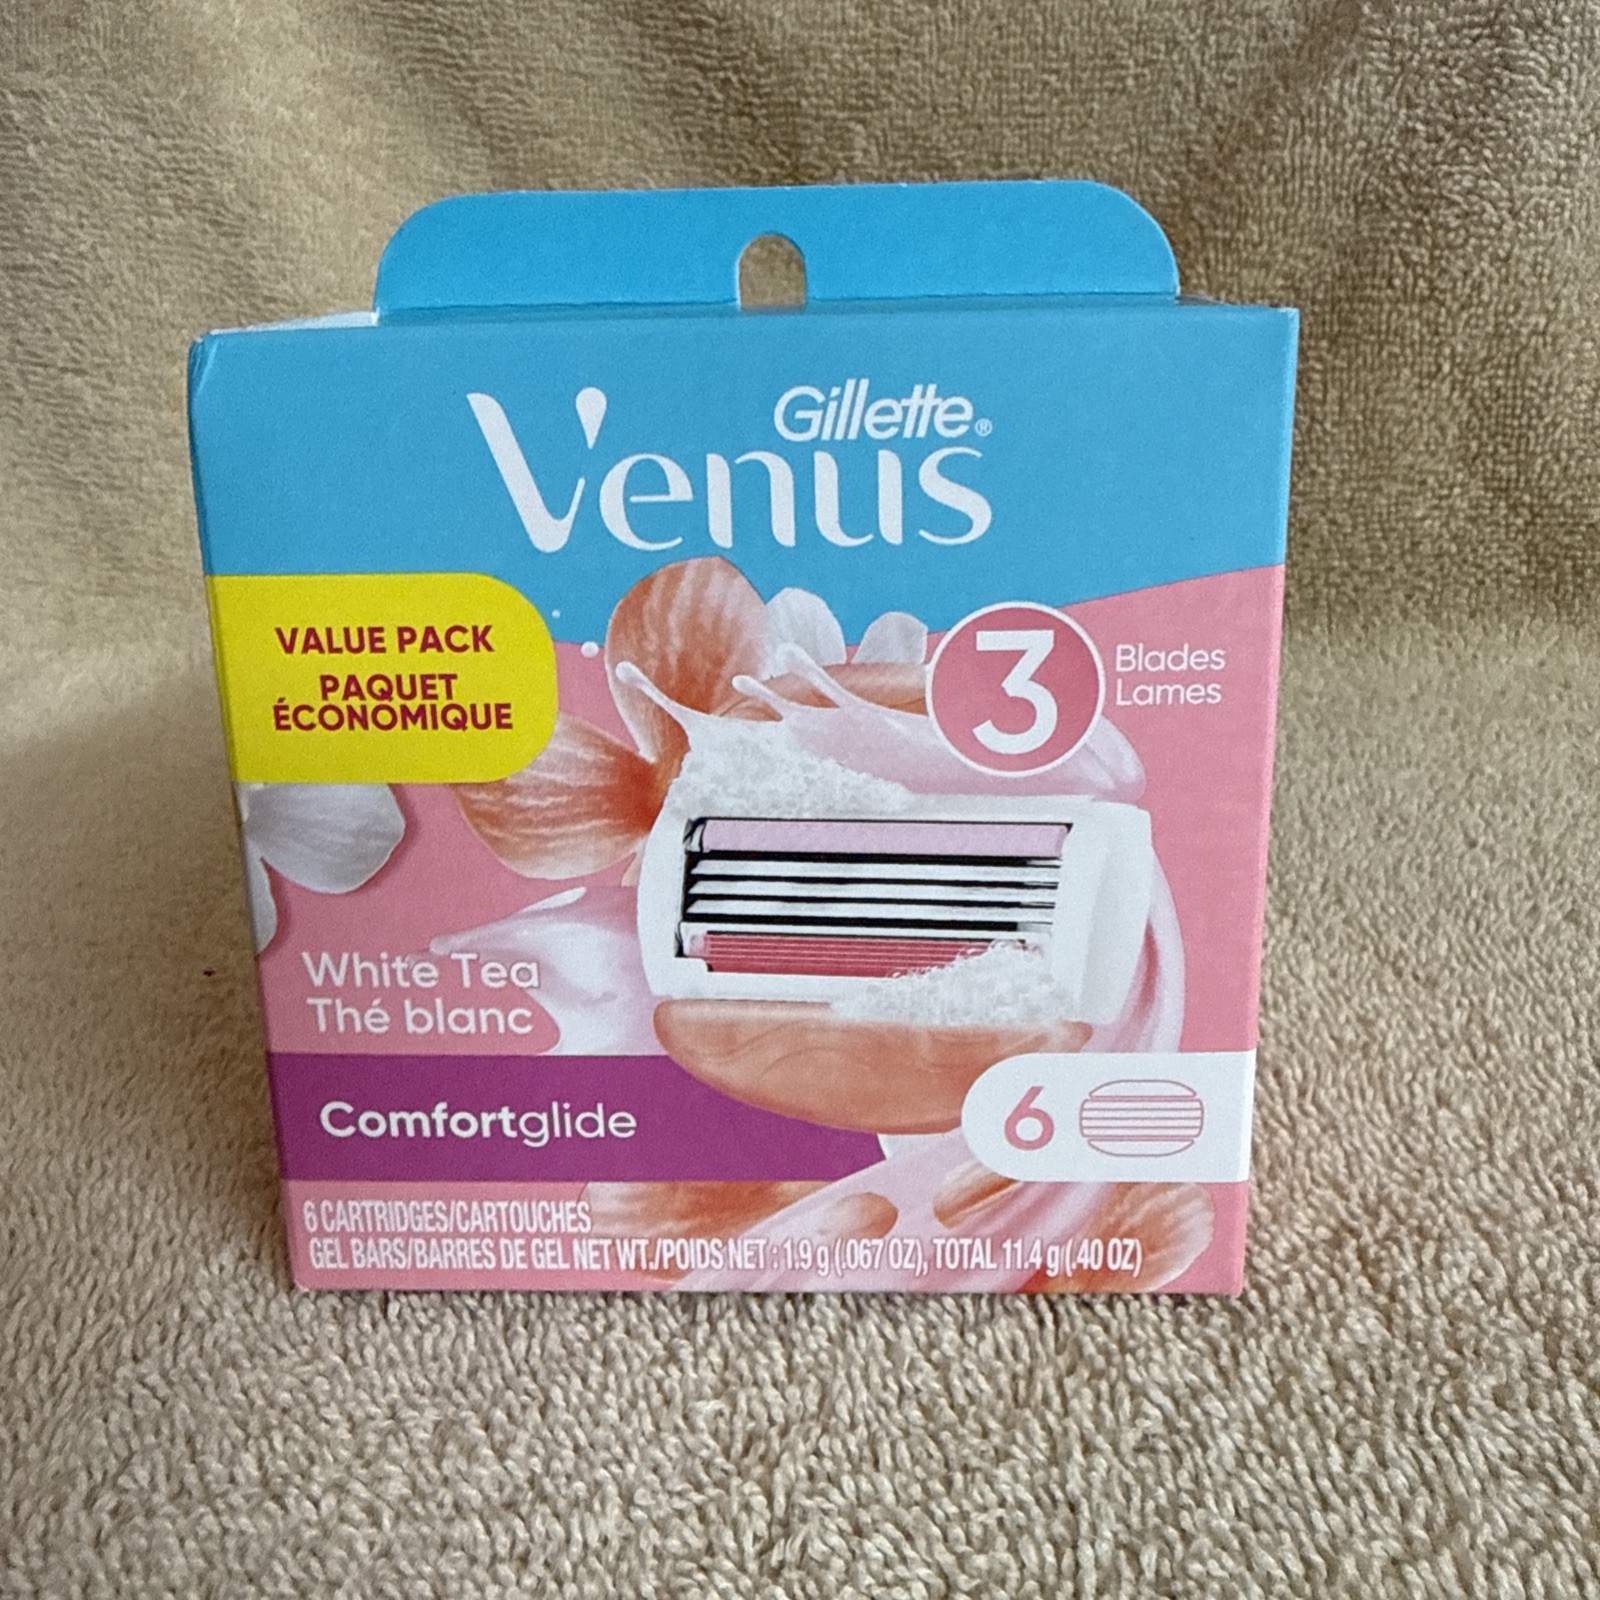 Gillette®
Venus
VALUE PACK
PAQUET
ÉCONOMIQUE
3
Blades
Lames
White Tea
Thé blanc
Comfortglide
6
6 CARTRIDGES/CARTOUCHES
GEL BARS/BARRES DE GEL NET WT./POIDS NET : 1.9 g (.067 OZ), TOTAL 11.4 g (.40 OZ)